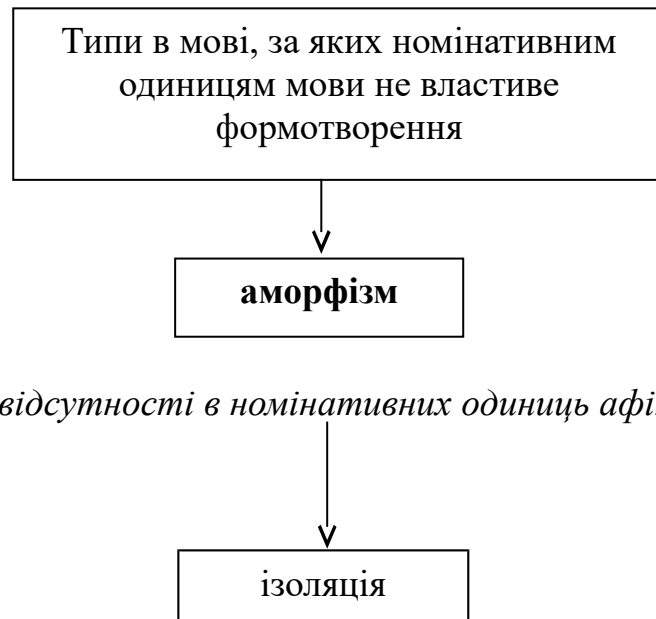 Типи в мові, за яких номінативним
одиницям мови не властиве
формотворення
аморфізм
відсутності в номінативних одиниць
ізоляція